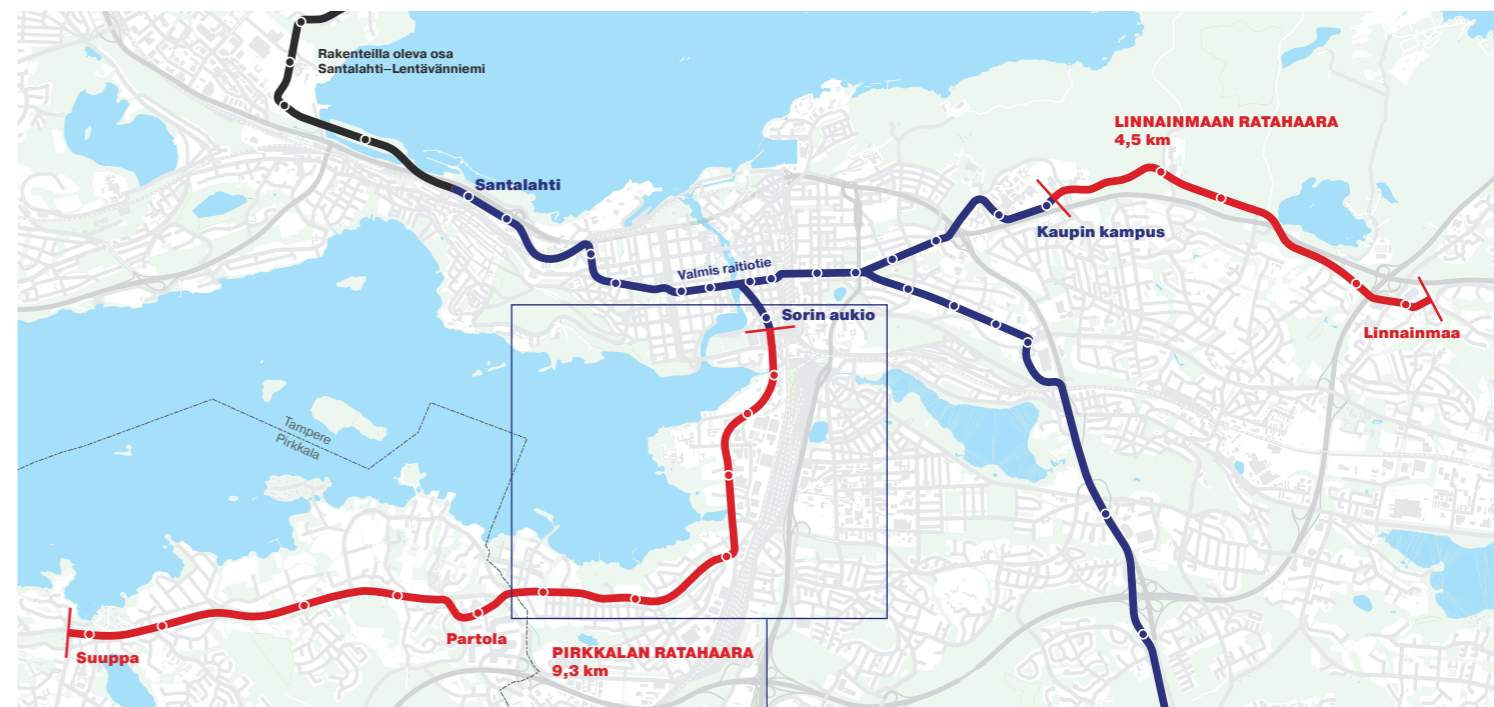 Rakenteilla oleva osa
Santalahti–Lentävänniemi
LINNAINMAAN RATAHAARA
4,5 km
Santalahti
Kaupin kampus
Valmis raitiotie
Sorin aukio
Linnainmaa
Tampere
Pirkkala
Partola
Suuppa
PIRKKALAN RATAHAARA
9,3 km